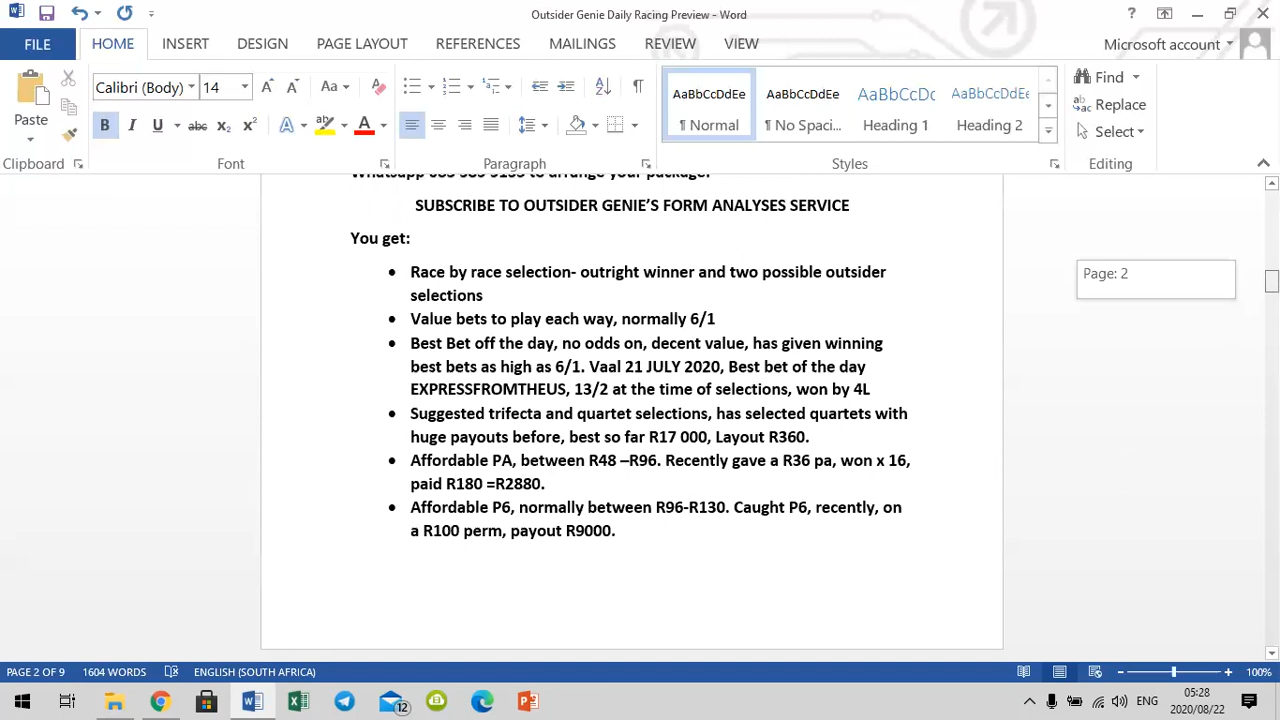 Outsider Genie Daily Racing Preview - Word
?
FILE
HOME
INSERT
DESIGN
PAGE LAYOUT
REFERENCES
MAILINGS
REVIEW
VIEW
Microsoft account
Paste
Calibri (Body)
14
A
A
Aa
B I U abc x₂ x²
A
A
AaBbCcDdEe
¶ Normal
AaBbCcDdEe
¶ No Spaci...
AaBbCcDc
Heading 1
AaBbCcDdEe
Heading 2
Find
Replace
Select
Clipboard
Font
Paragraph
Styles
Editing
to arrange your package.
SUBSCRIBE TO OUTSIDER GENIE’S FORM ANALYSES SERVICE
You get:
• Race by race selection- outright winner and two possible outsider
selections
• Value bets to play each way, normally 6/1
• Best Bet off the day, no odds on, decent value, has given winning
best bets as high as 6/1. Vaal 21 JULY 2020, Best bet of the day
EXPRESSFROMTHEUS, 13/2 at the time of selections, won by 4L
• Suggested trifecta and quartet selections, has selected quartets with
huge payouts before, best so far R17 000, Layout R360.
• Affordable PA, between R48 –R96. Recently gave a R36 pa, won x 16,
paid R180 =R2880.
• Affordable P6, normally between R96-R130. Caught P6, recently, on
a R100 perm, payout R9000.
Page: 2
PAGE 2 OF 9
1604 WORDS
ENGLISH (SOUTH AFRICA)
100%
12
ENG
05:28
2020/08/22